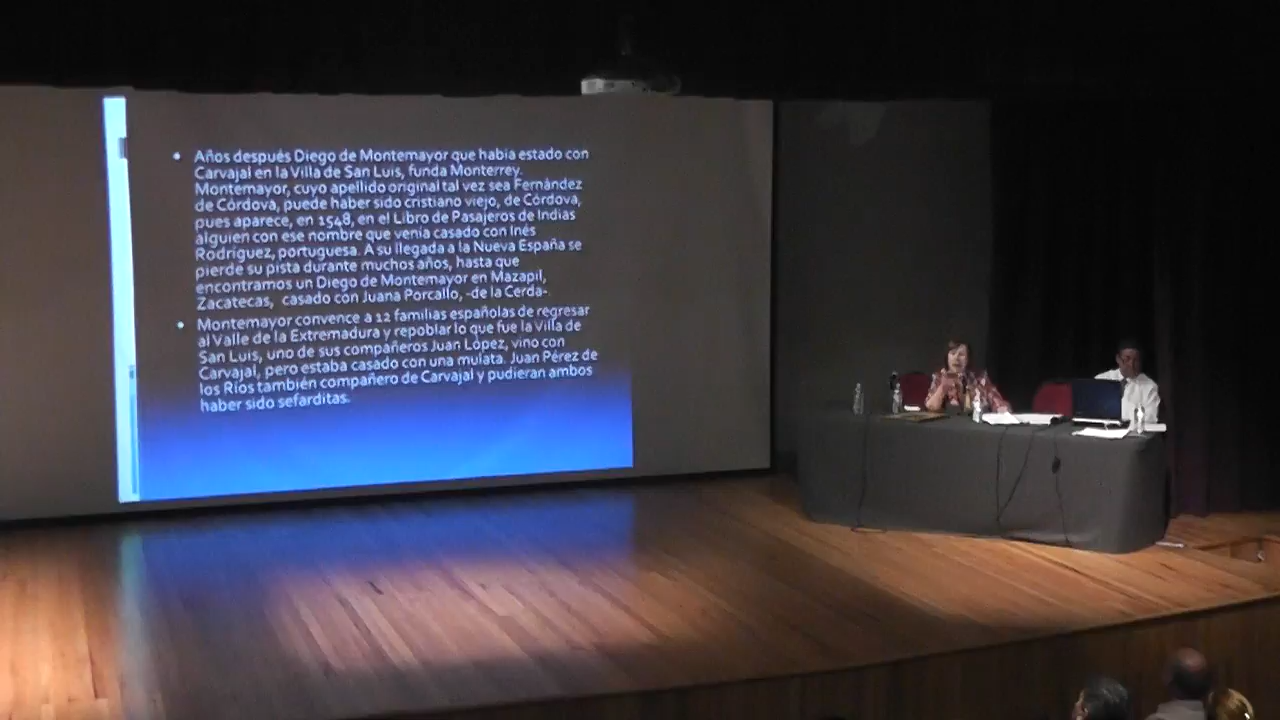 • Años después Diego de Montemayor que había estado con
Carvajal en la Villa de San Luis, funda Monterrey.
Montemayor, cuyo apellido original tal vez sea Fernández
de Córdova, puede haber sido cristiano viejo, de Córdova,
pues aparece, en 1548, en el Libro de Pasajeros de Indias
alguien con ese nombre que venía casado con Inés
Rodríguez, portuguesa. A su llegada a la Nueva España se
pierde su pista durante muchos años, hasta que
encontramos un Diego de Montemayor en Mazapil,
Zacatecas, casado con Juana Porcallo, -de la Cerda-.
• Montemayor convence a 12 familias españolas de regresar
al Valle de la Extremadura y repoblar lo que fue la Villa de
San Luis, uno de sus compañeros Juan López, vino con
Carvajal, pero estaba casado con una mulata. Juan Pérez de
los Ríos también compañero de Carvajal y pudieran ambos
haber sido sefarditas.